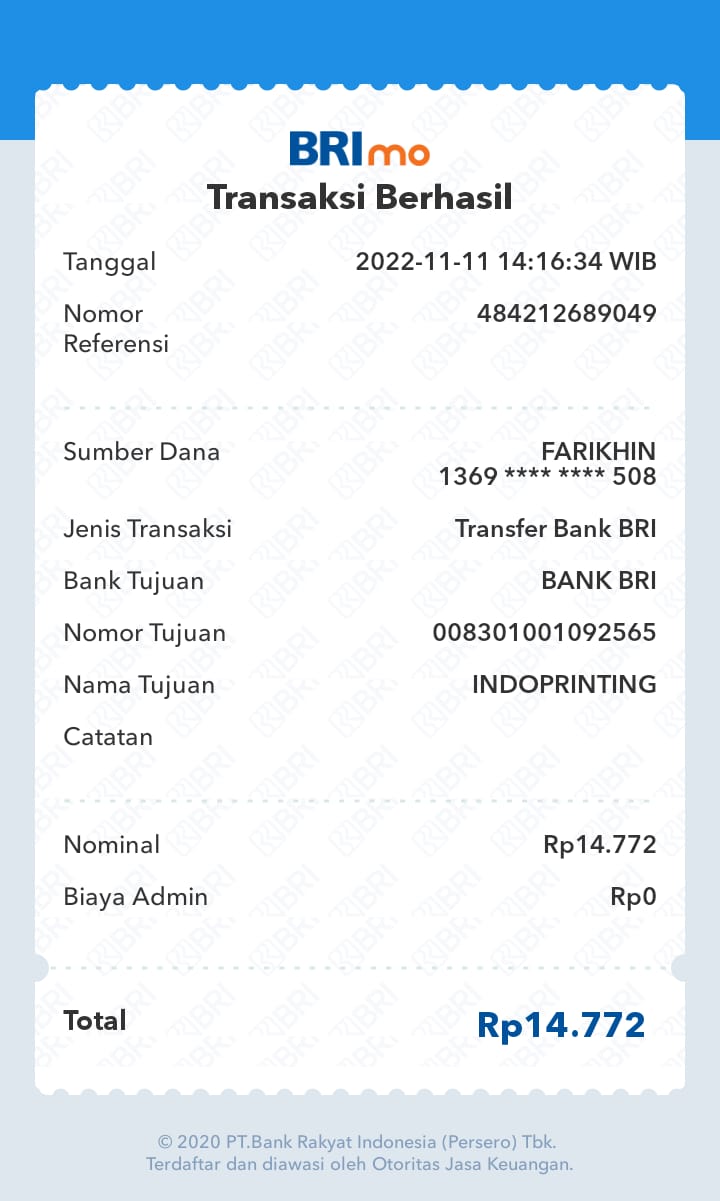 BRImo
Transaksi Berhasil
Tanggal 2022-11-11 14:16:34 WIB
Nomor 484212689049
Referensi
Sumber Dana FARIKHIN
1369 **** **** 508
Jenis Transaksi Transfer Bank BRI
Bank Tujuan BANK BRI
Nomor Tujuan 008301001092565
Nama Tujuan INDOPRINTING
Catatan
Nominal Rp14.772
Biaya Admin Rp0
Total Rp14.772
© 2020 PT.Bank Rakyat Indonesia (Persero) Tbk.
Terdaftar dan diawasi oleh Otoritas Jasa Keuangan.